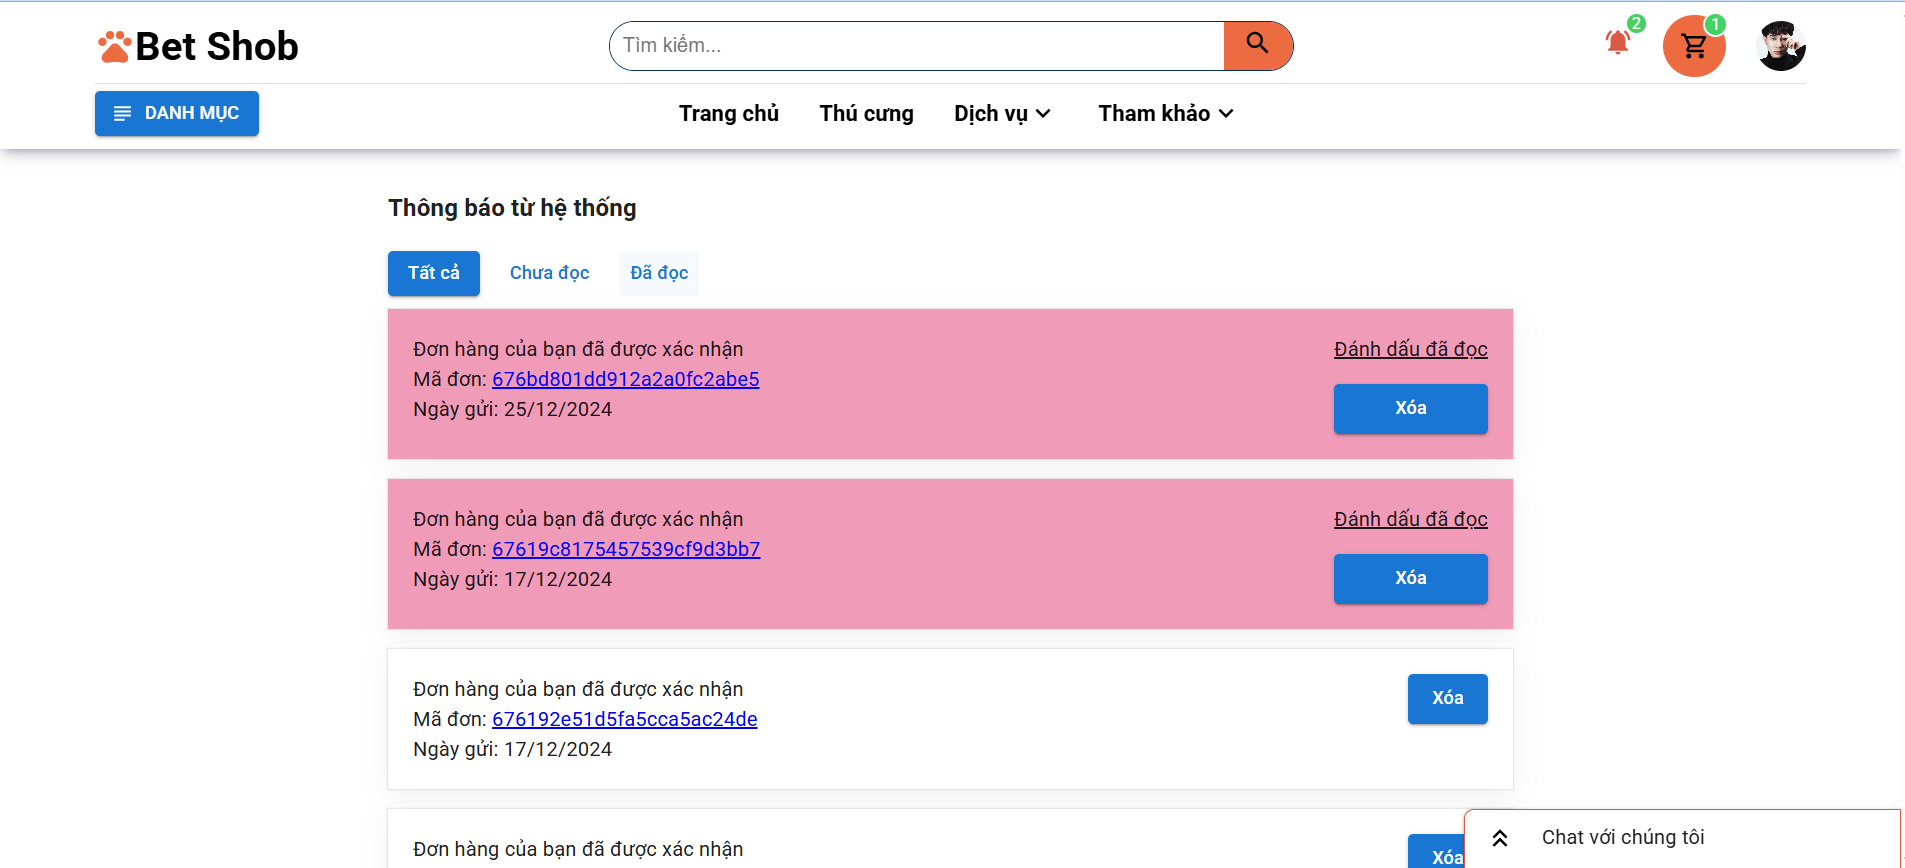 Bet Shob
Tìm kiếm...
2
1
DANH MỤC
Trang chủ
Thú cưng
Dịch vụ
Tham khảo
Thông báo từ hệ thống
Tất cả
Chưa đọc
Đã đọc
Đơn hàng của bạn đã được xác nhận
Đánh dấu đã đọc
Mã đơn: 676bd801dd912a2a0fc2abe5
Ngày gửi: 25/12/2024
Xóa
Đơn hàng của bạn đã được xác nhận
Đánh dấu đã đọc
Mã đơn: 67619c8175457539cf9d3bb7
Ngày gửi: 17/12/2024
Xóa
Đơn hàng của bạn đã được xác nhận
Xóa
Mã đơn: 676192e51d5fa5cca5ac24de
Ngày gửi: 17/12/2024
Đơn hàng của bạn đã được xác nhận
Xóa
Chat với chúng tôi